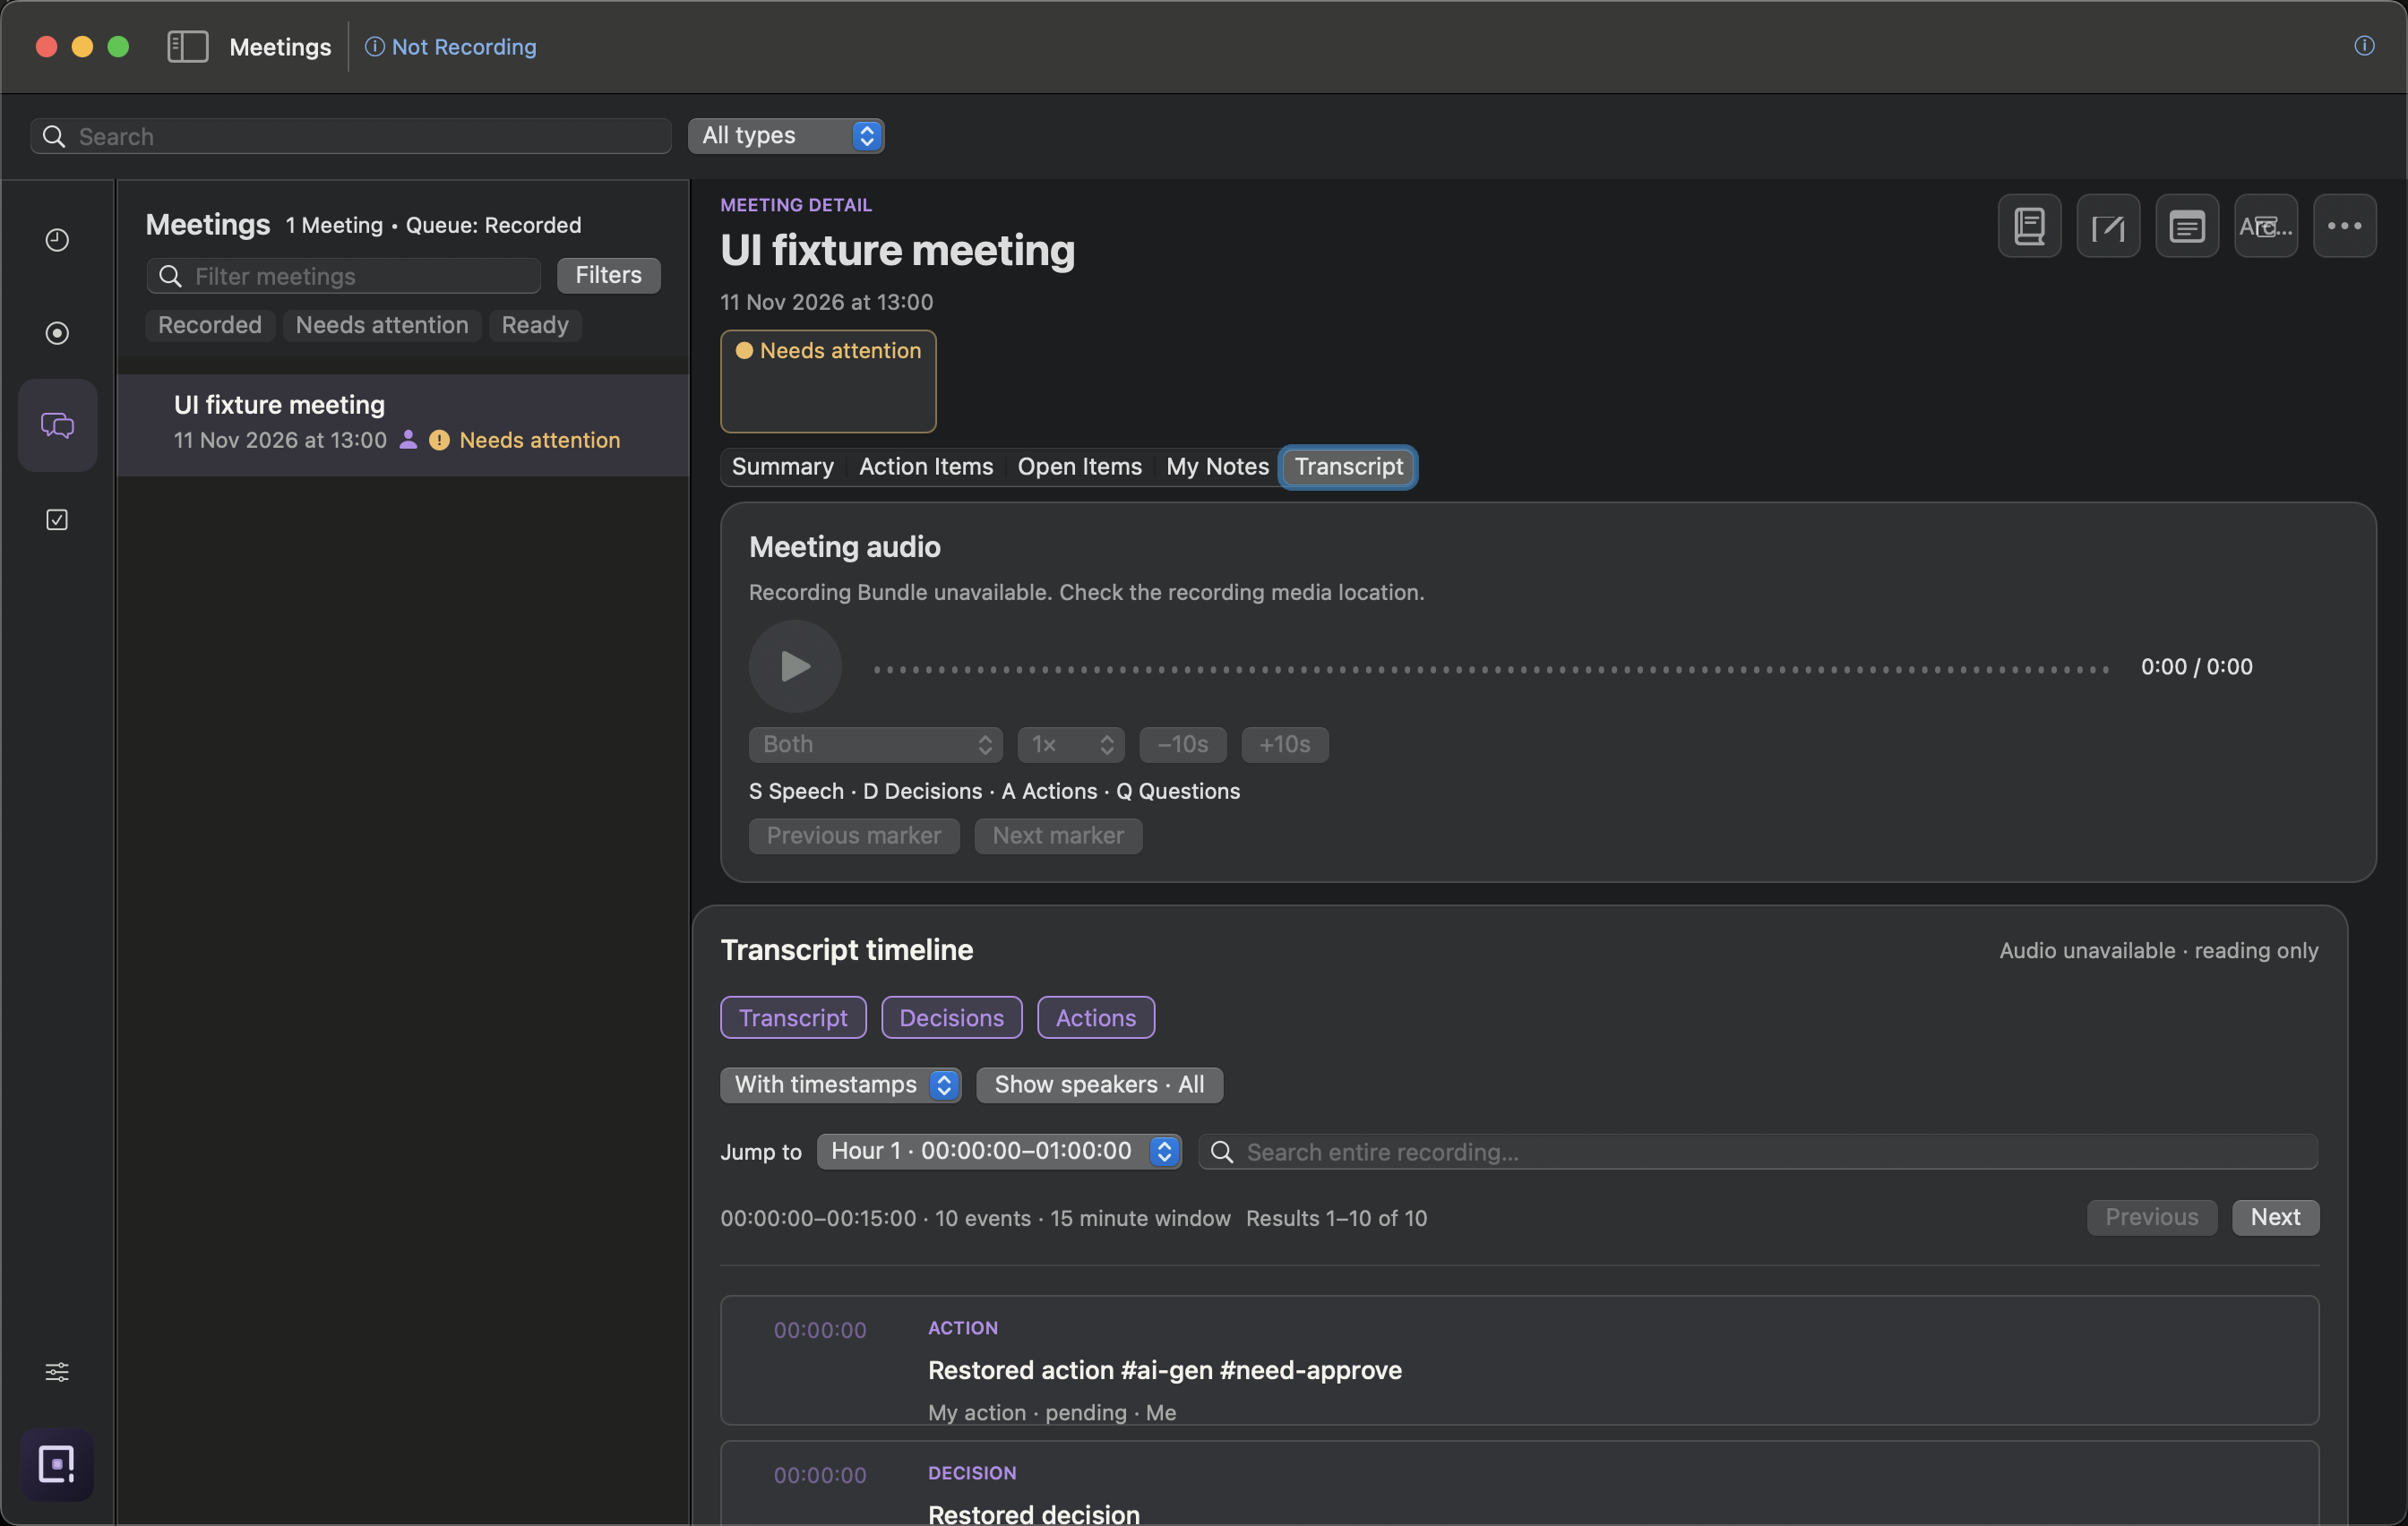 Meetings
Not Recording
Search
All types
Meetings 1 Meeting • Queue: Recorded
Filter meetings
Filters
Recorded Needs attention Ready
UI fixture meeting
11 Nov 2026 at 13:00 Needs attention
MEETING DETAIL
UI fixture meeting
11 Nov 2026 at 13:00
Needs attention
Summary Action Items Open Items My Notes Transcript
Meeting audio
Recording Bundle unavailable. Check the recording media location.
0:00 / 0:00
Both 1× −10s +10s
S Speech · D Decisions · A Actions · Q Questions
Previous marker Next marker
Transcript timeline
Audio unavailable · reading only
Transcript Decisions Actions
With timestamps Show speakers · All
Jump to Hour 1 · 00:00:00–01:00:00 Search entire recording...
00:00:00–00:15:00 · 10 events · 15 minute window Results 1–10 of 10
Previous Next
00:00:00 ACTION
Restored action #ai-gen #need-approve
My action · pending · Me
00:00:00 DECISION
Restored decision